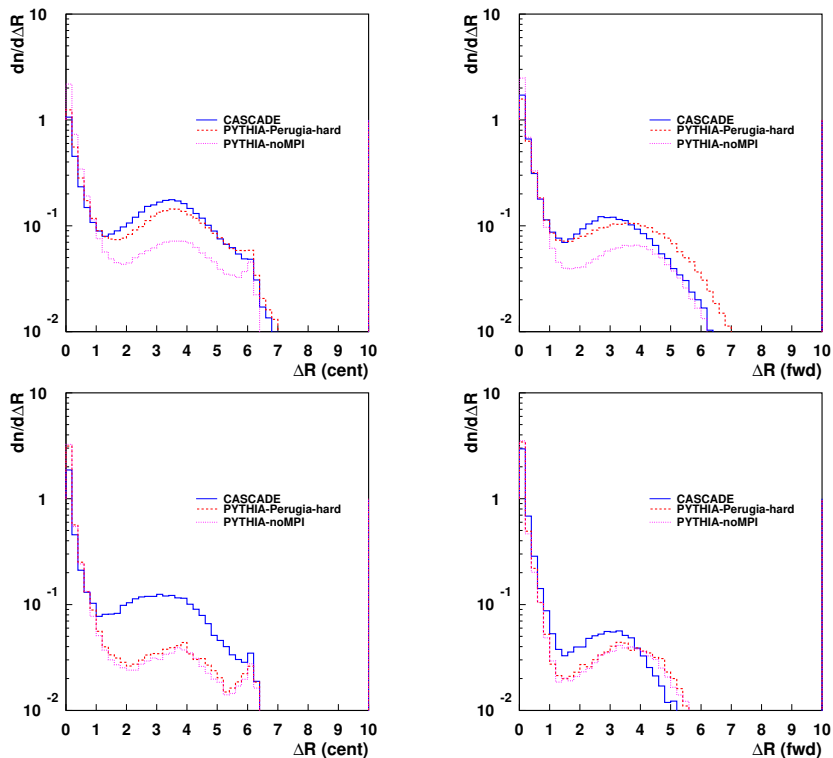 dn/dΔR
10
1
10 -1
10 -2
0 1 2 3 4 5 6 7 8 9 10
ΔR (cent)
CASCADE
PYTHIA-Perugia-hard
PYTHIA-noMPI
dn/dΔR
10
1
10 -1
10 -2
0 1 2 3 4 5 6 7 8 9 10
ΔR (fwd)
CASCADE
PYTHIA-Perugia-hard
PYTHIA-noMPI
dn/dΔR
10
1
10 -1
10 -2
0 1 2 3 4 5 6 7 8 9 10
ΔR (cent)
CASCADE
PYTHIA-Perugia-hard
PYTHIA-noMPI
dn/dΔR
10
1
10 -1
10 -2
0 1 2 3 4 5 6 7 8 9 10
ΔR (fwd)
CASCADE
PYTHIA-Perugia-hard
PYTHIA-noMPI